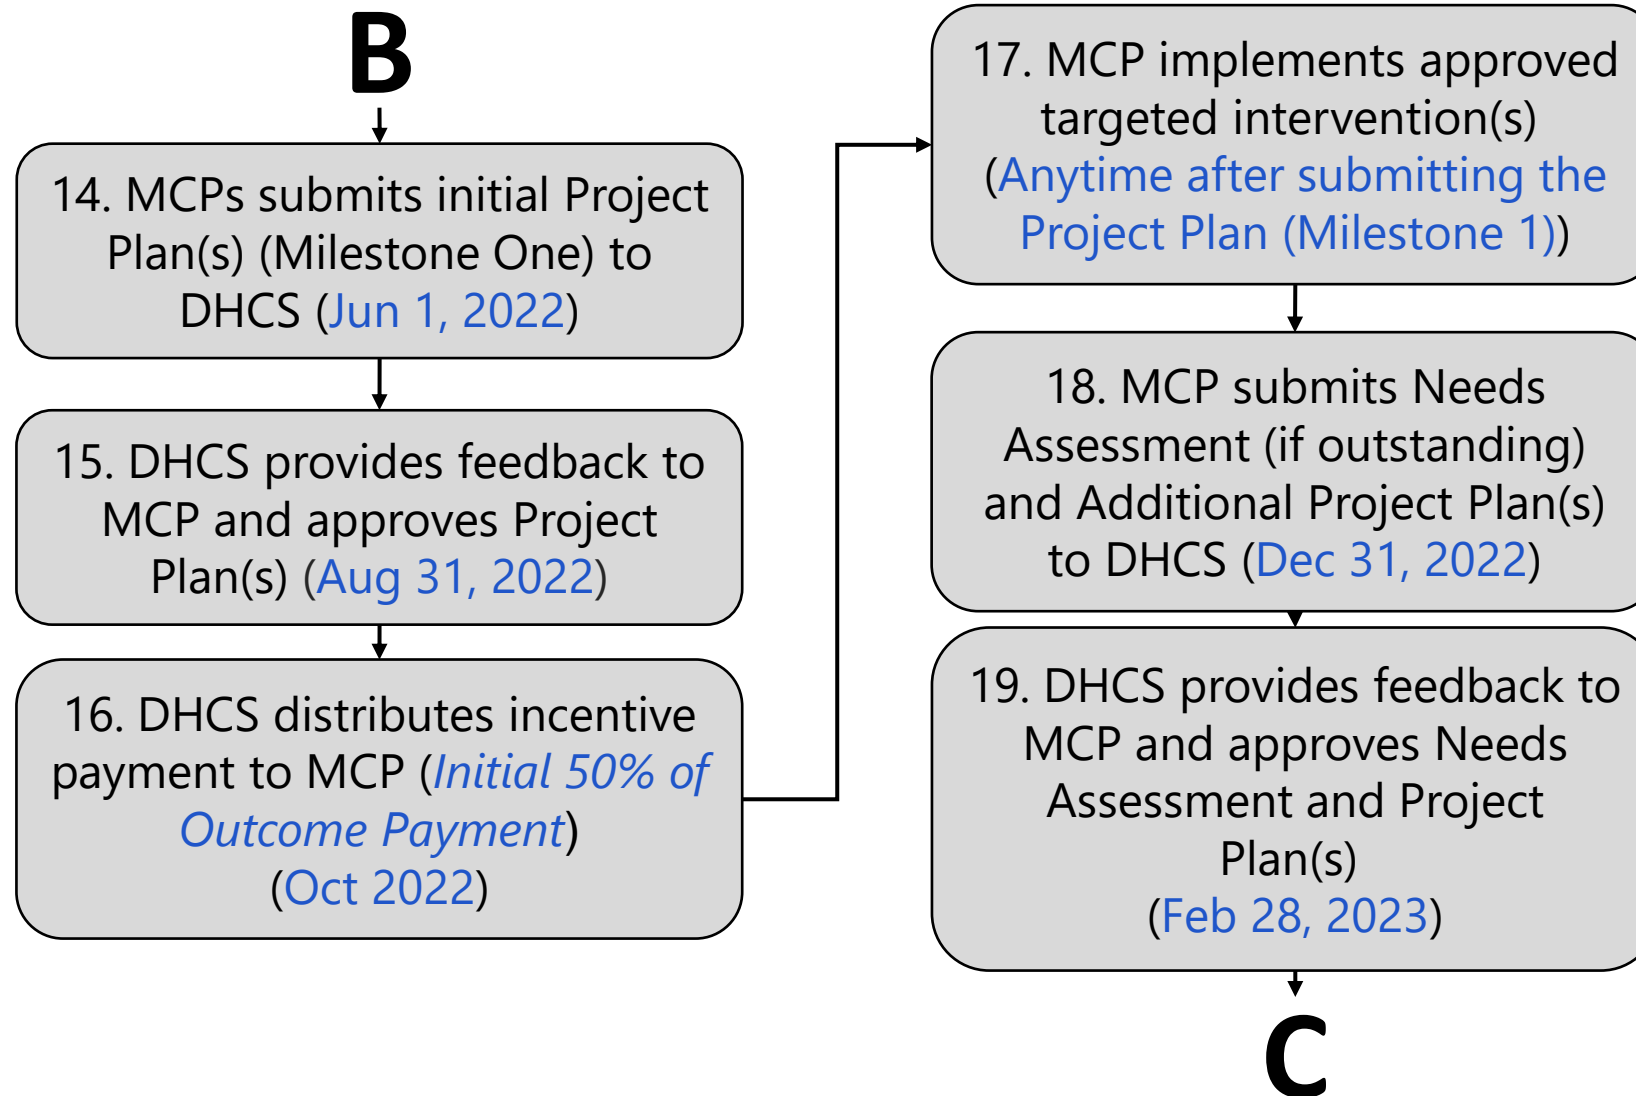 B
14. MCPs submits initial Project
Plan(s) (Milestone One) to
DHCS (Jun 1, 2022)
15. DHCS provides feedback to
MCP and approves Project
Plan(s) (Aug 31, 2022)
16. DHCS distributes incentive
payment to MCP (Initial 50% of
Outcome Payment)
(Oct 2022)
17. MCP implements approved
targeted intervention(s)
(Anytime after submitting the
Project Plan (Milestone 1))
18. MCP submits Needs
Assessment (if outstanding)
and Additional Project Plan(s)
to DHCS (Dec 31, 2022)
19. DHCS provides feedback to
MCP and approves Needs
Assessment and Project
Plan(s)
(Feb 28, 2023)
C